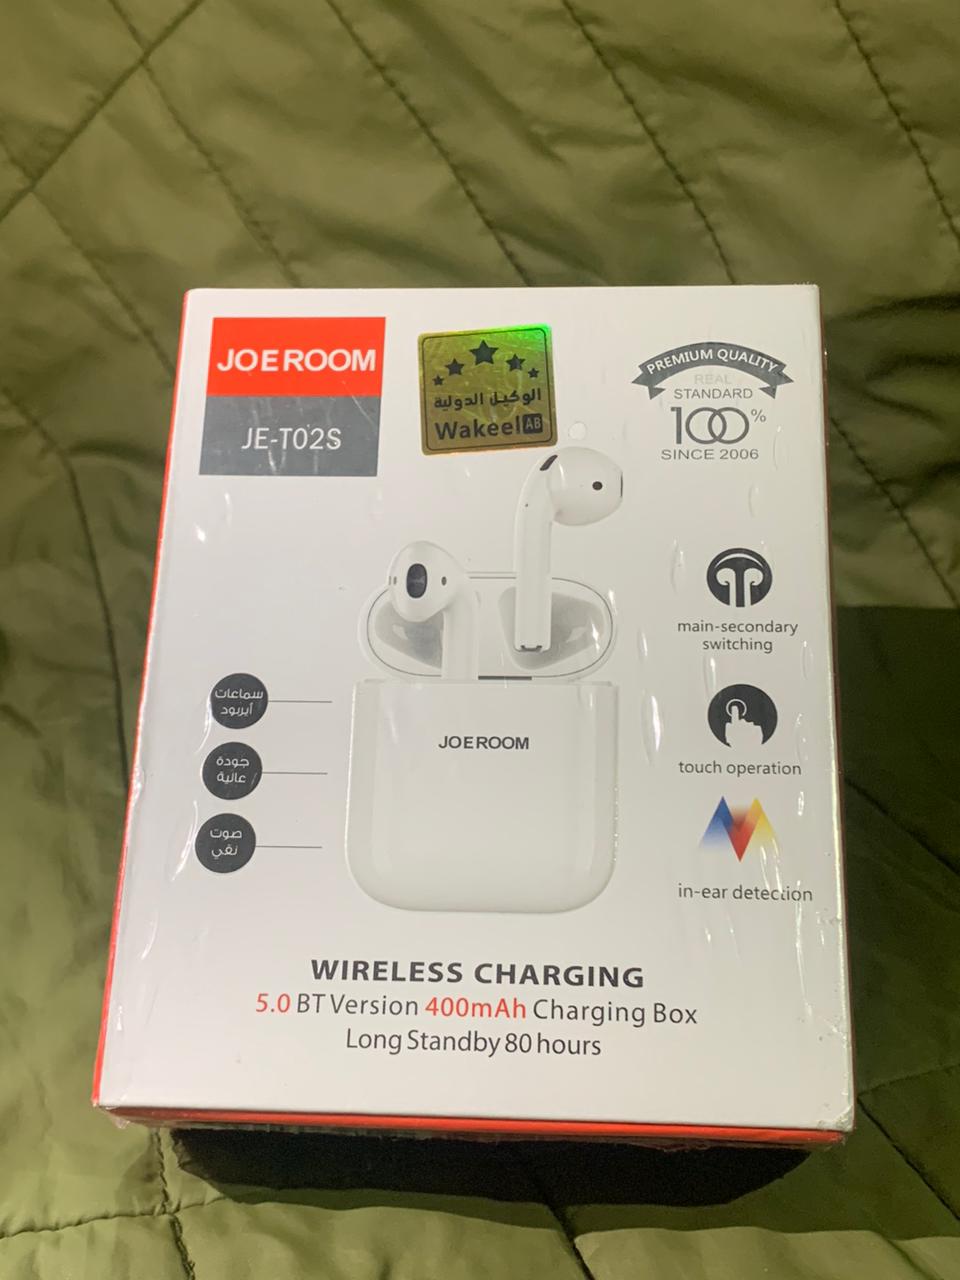 JOEROOM
JE-T02S
الوكيل الدولية
Wakeel AB
PREMIUM QUALITY
REAL
STANDARD
100%
SINCE 2006
main-secondary
switching
touch operation
in-ear detection
سماعات
أيربود
جودة
عالية
صوت
نقي
JOEROOM
WIRELESS CHARGING
5.0 BT Version 400mAh Charging Box
Long Standby 80 hours